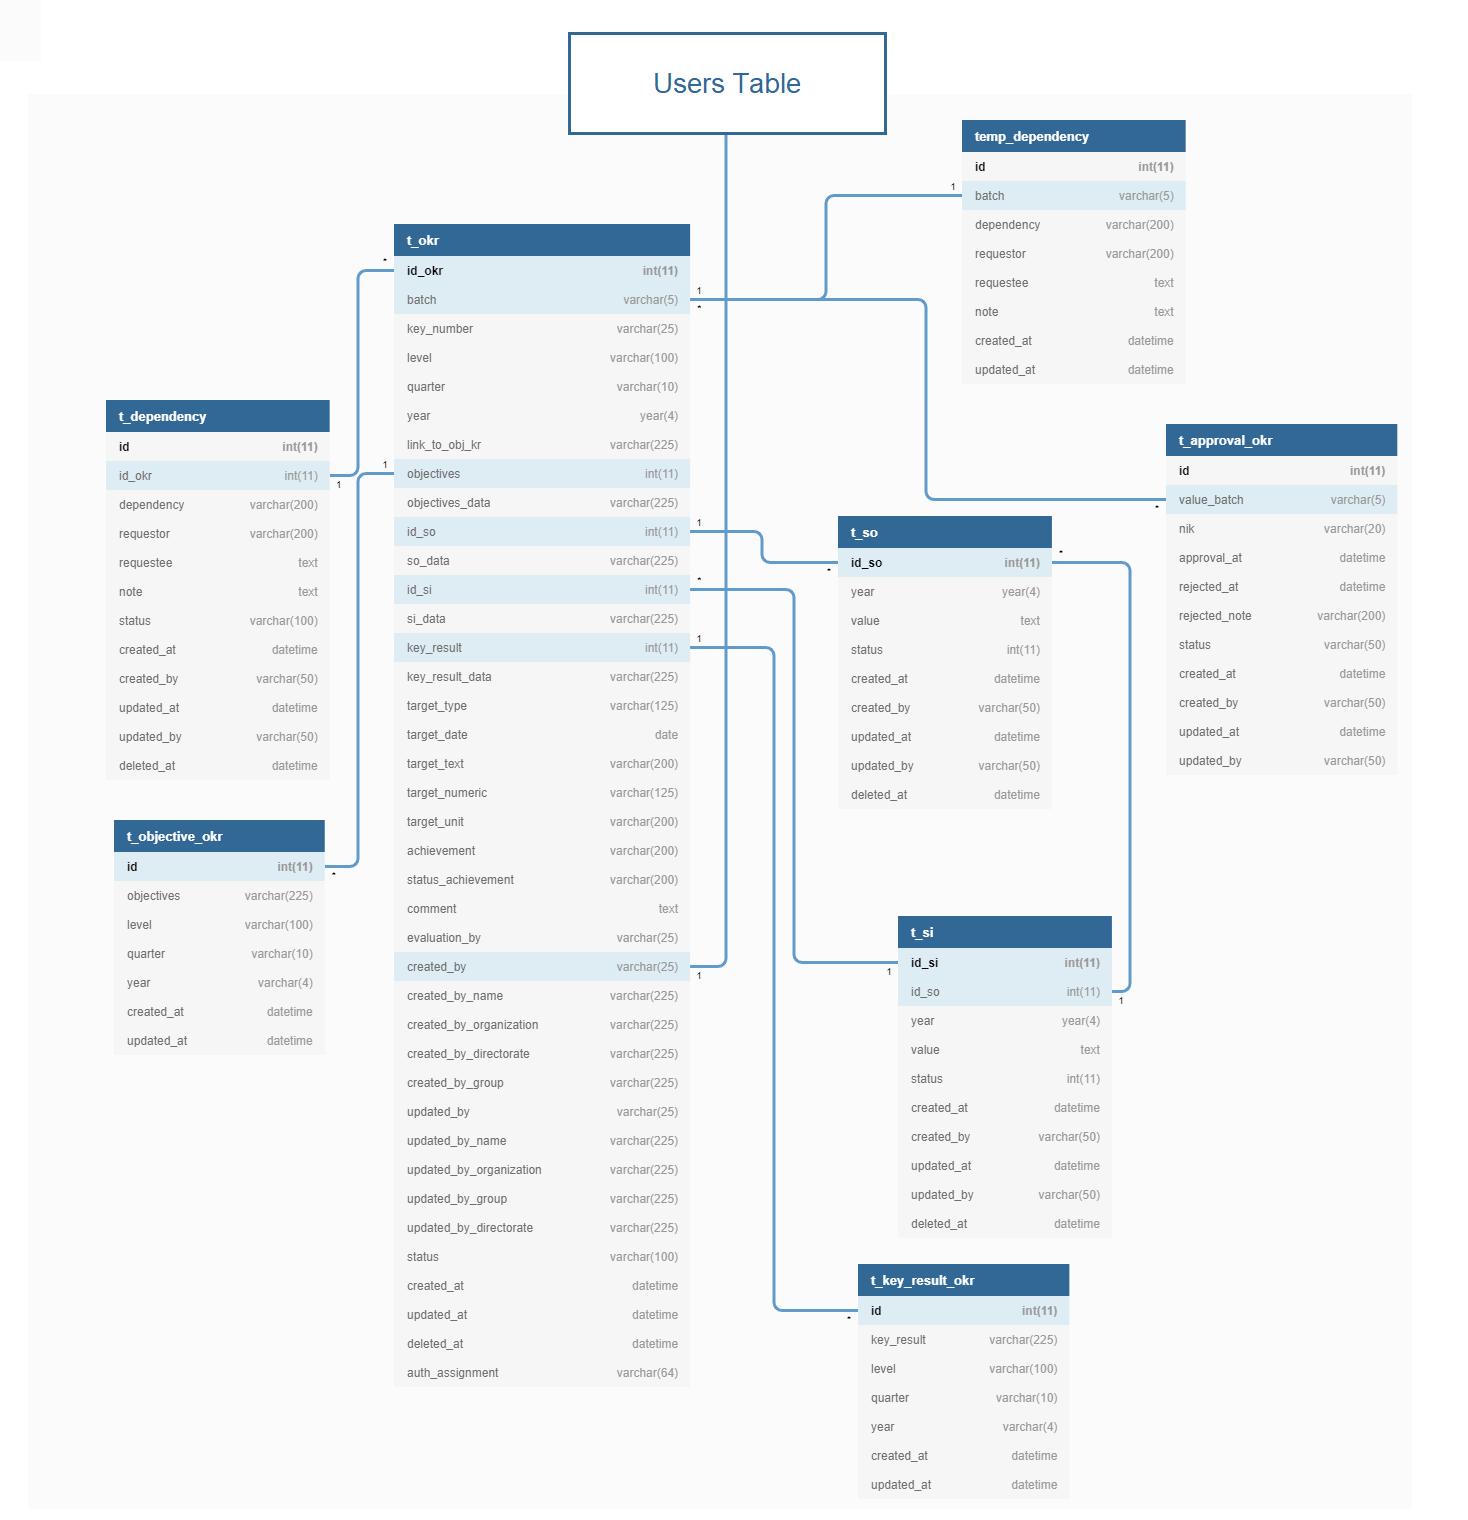 Users Table
temp_dependency
id int(11)
batch varchar(5)
dependency varchar(200)
requestor varchar(200)
requestee text
note text
created_at datetime
updated_at datetime
1
t_okr
id_okr int(11)
batch varchar(5)
key_number varchar(25)
level varchar(100)
quarter varchar(10)
year year(4)
link_to_obj_kr varchar(225)
objectives int(11)
objectives_data varchar(225)
id_so int(11)
so_data varchar(225)
id_si int(11)
si_data varchar(225)
key_result int(11)
key_result_data varchar(225)
target_type varchar(125)
target_date date
target_text varchar(200)
target_numeric varchar(125)
target_unit varchar(200)
achievement varchar(200)
status_achievement varchar(200)
comment text
evaluation_by varchar(25)
created_by varchar(25)
created_by_name varchar(225)
created_by_organization varchar(225)
created_by_directorate varchar(225)
created_by_group varchar(225)
updated_by varchar(25)
updated_by_name varchar(225)
updated_by_organization varchar(225)
updated_by_group varchar(225)
updated_by_directorate varchar(225)
status varchar(100)
created_at datetime
updated_at datetime
deleted_at datetime
auth_assignment varchar(64)
*
1
1
*
1
*
1
1
t_dependency
id int(11)
id_okr int(11)
dependency varchar(200)
requestor varchar(200)
requestee text
note text
status varchar(100)
created_at datetime
created_by varchar(50)
updated_at datetime
updated_by varchar(50)
deleted_at datetime
1
t_objective_okr
id int(11)
objectives varchar(225)
level varchar(100)
quarter varchar(10)
year varchar(4)
created_at datetime
updated_at datetime
*
t_approval_okr
id int(11)
value_batch varchar(5)
nik varchar(20)
approval_at datetime
rejected_at datetime
rejected_note varchar(200)
status varchar(50)
created_at datetime
created_by varchar(50)
updated_at datetime
updated_by varchar(50)
*
t_so
id_so int(11)
year year(4)
value text
status int(11)
created_at datetime
created_by varchar(50)
updated_at datetime
updated_by varchar(50)
deleted_at datetime
*
*
t_si
id_si int(11)
id_so int(11)
year year(4)
value text
status int(11)
created_at datetime
created_by varchar(50)
updated_at datetime
updated_by varchar(50)
deleted_at datetime
1
1
t_key_result_okr
id int(11)
key_result varchar(225)
level varchar(100)
quarter varchar(10)
year varchar(4)
created_at datetime
updated_at datetime
*